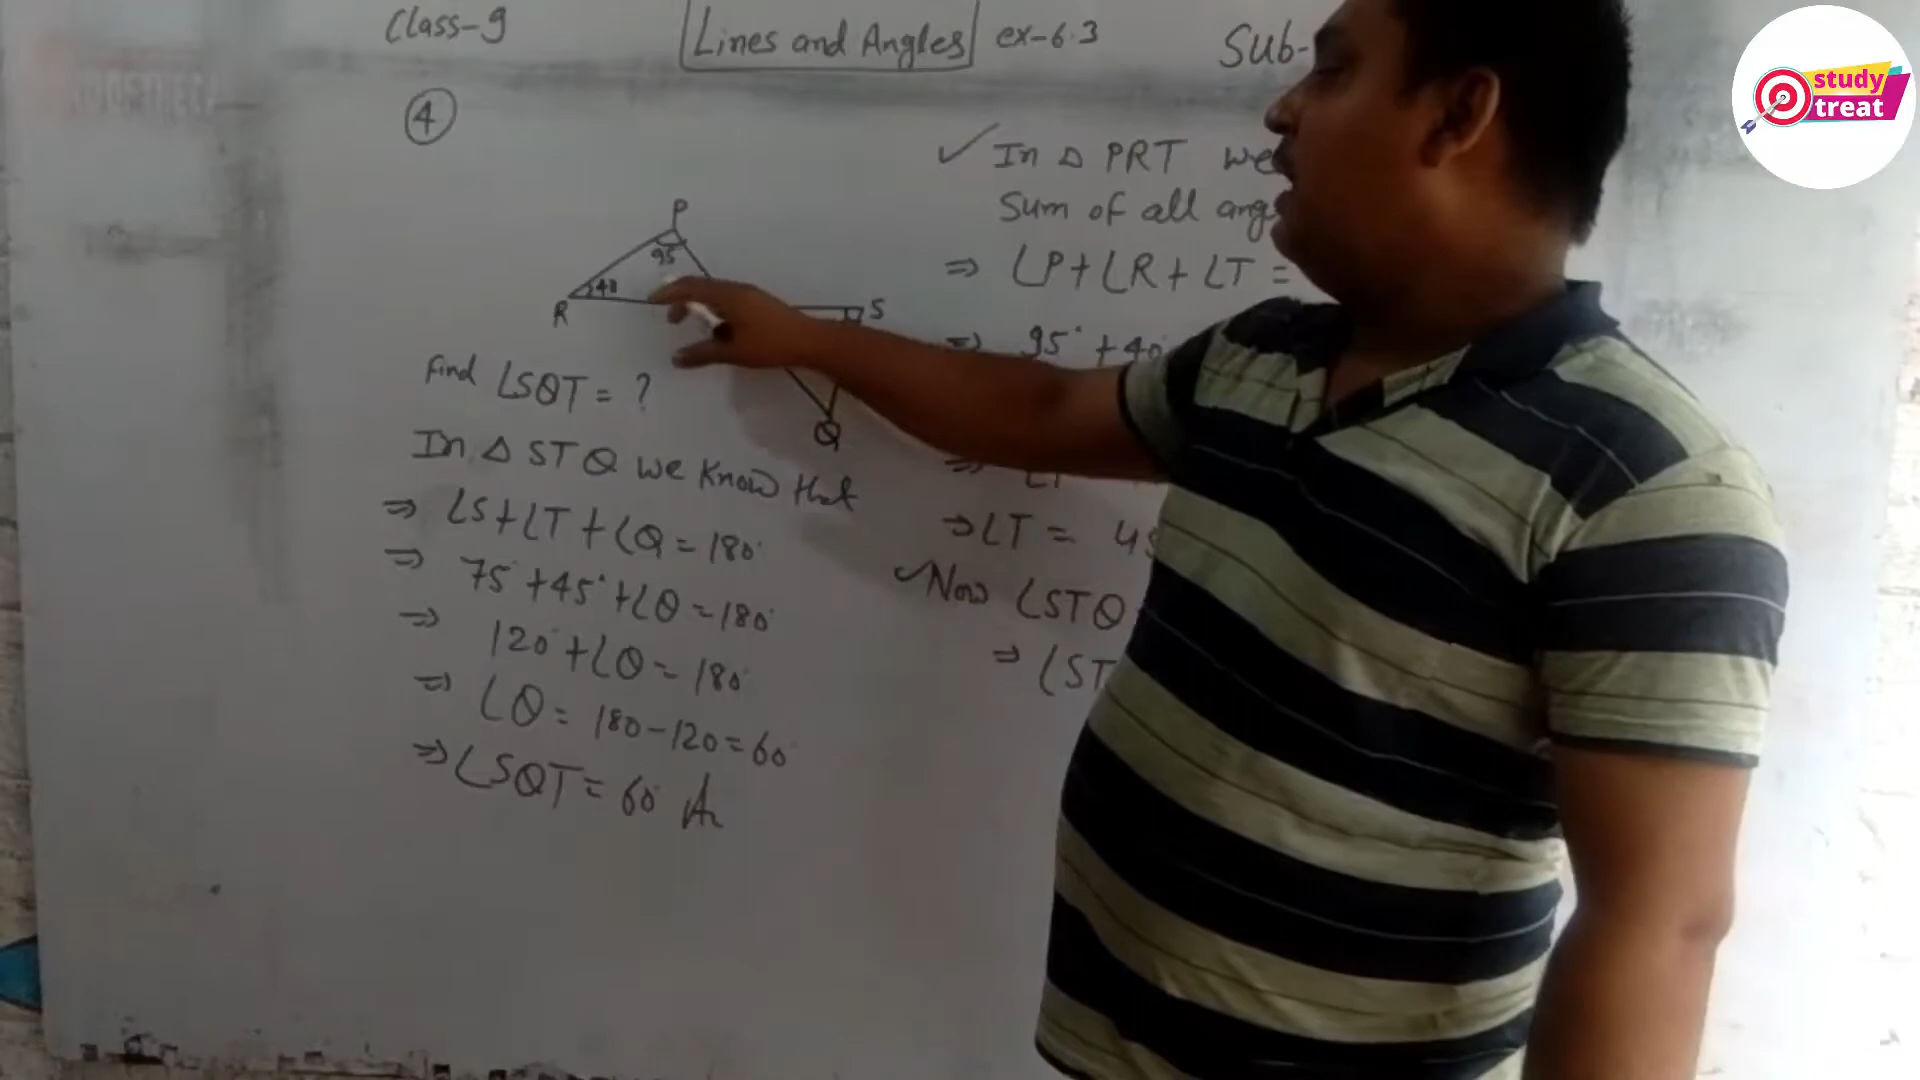 Class-9
Lines and Angles
ex-6.3
Sub-
study
treat
4
P
95
R
40
S
Q
Find ∠SQT = ?
In △ STQ we know that
⇒ ∠S+∠T+∠Q = 180°
⇒ 75°+45°+∠Q = 180°
⇒ 120°+∠Q = 180°
⇒ ∠Q = 180-120 = 60°
⇒ ∠SQT = 60°
✓ In △ PRT we
Sum of all
⇒ ∠P+∠R+∠T =
⇒ 95°+40
⇒ ∠T =
✓ Now ∠STQ
⇒ ∠ST